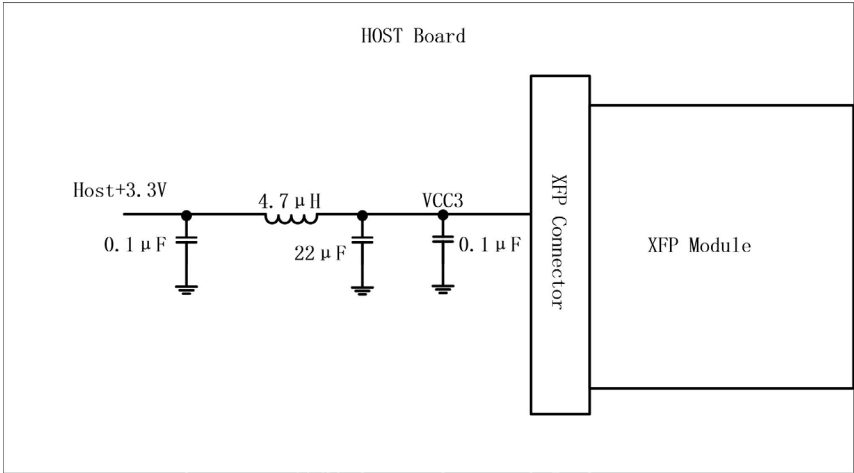 HOST Board
Host+3.3V
4.7μH
VCC3
0.1μF
22μF
0.1μF
XFP Connector
XFP Module